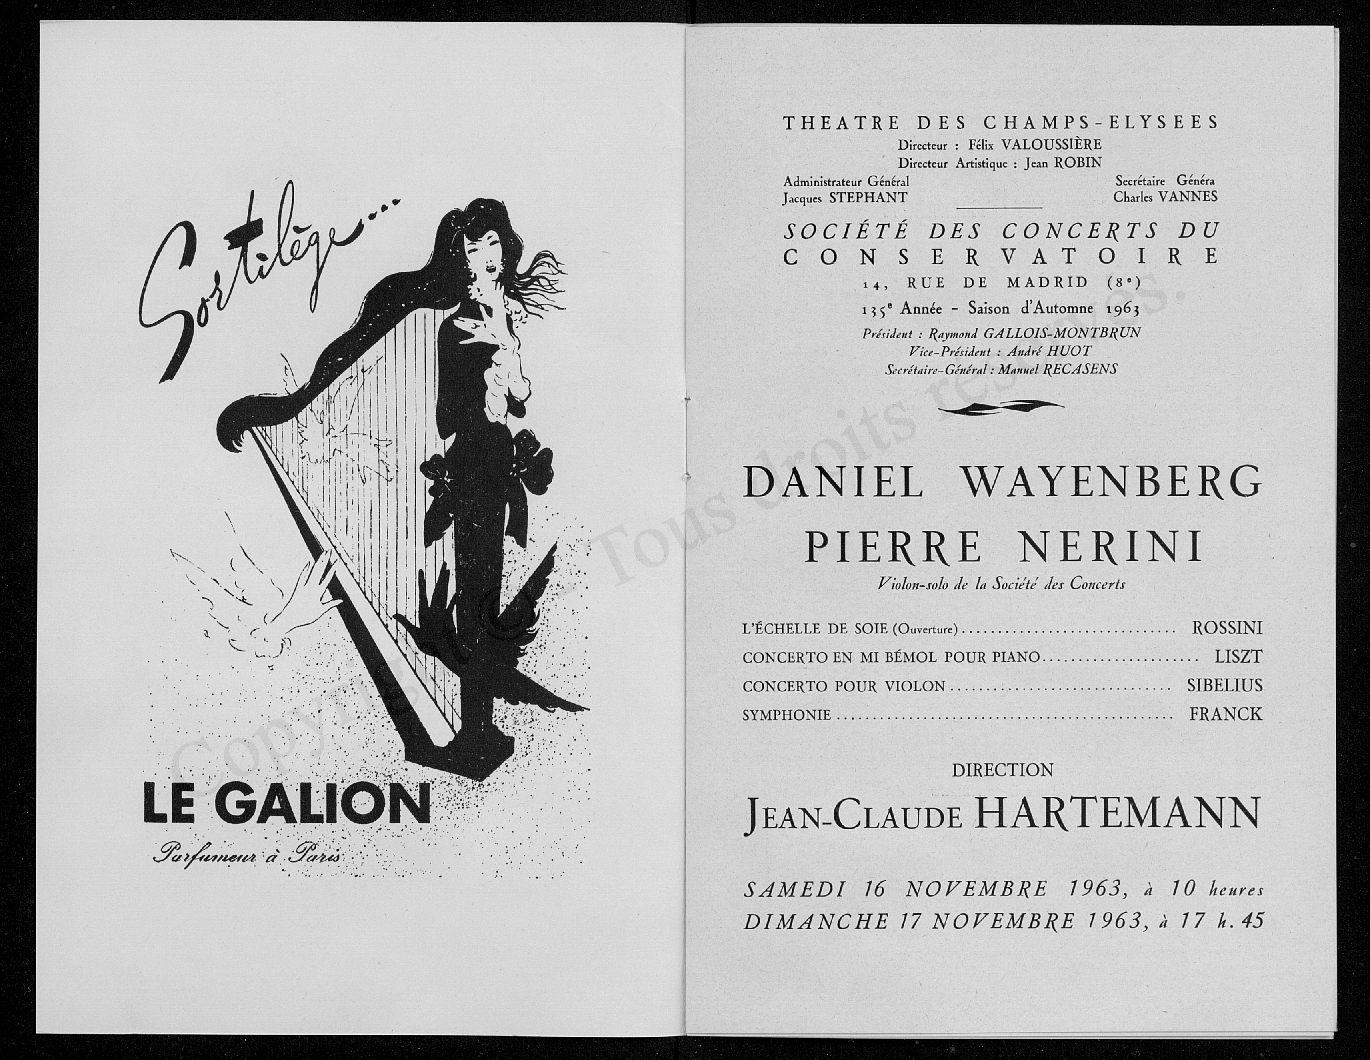 Sortilège...
LE GALION
Parfumeur à Paris
THEATRE DES CHAMPS-ELYSEES
Directeur : Félix VALOUSSIÈRE
Directeur Artistique : Jean ROBIN
Administrateur Général Secrétaire Généra
Jacques STEPHANT Charles VANNES
SOCIÉTÉ DES CONCERTS DU
CONSERVATOIRE
14, RUE DE MADRID (8e)
135e Année - Saison d'Automne 1963
Président : Raymond GALLOIS-MONTBRUN
Vice-Président : André HUOT
Secrétaire-Général : Manuel RECASENS
DANIEL WAYENBERG
PIERRE NERINI
Violon-solo de la Société des Concerts
L'ÉCHELLE DE SOIE (Ouverture) ............................ ROSSINI
CONCERTO EN MI BÉMOL POUR PIANO...................... LISZT
CONCERTO POUR VIOLON .............................. SIBELIUS
SYMPHONIE ............................................... FRANCK
DIRECTION
JEAN-CLAUDE HARTEMANN
SAMEDI 16 NOVEMBRE 1963, à 10 heures
DIMANCHE 17 NOVEMBRE 1963, à 17 h. 45
Copyright © Tous droits réservés.